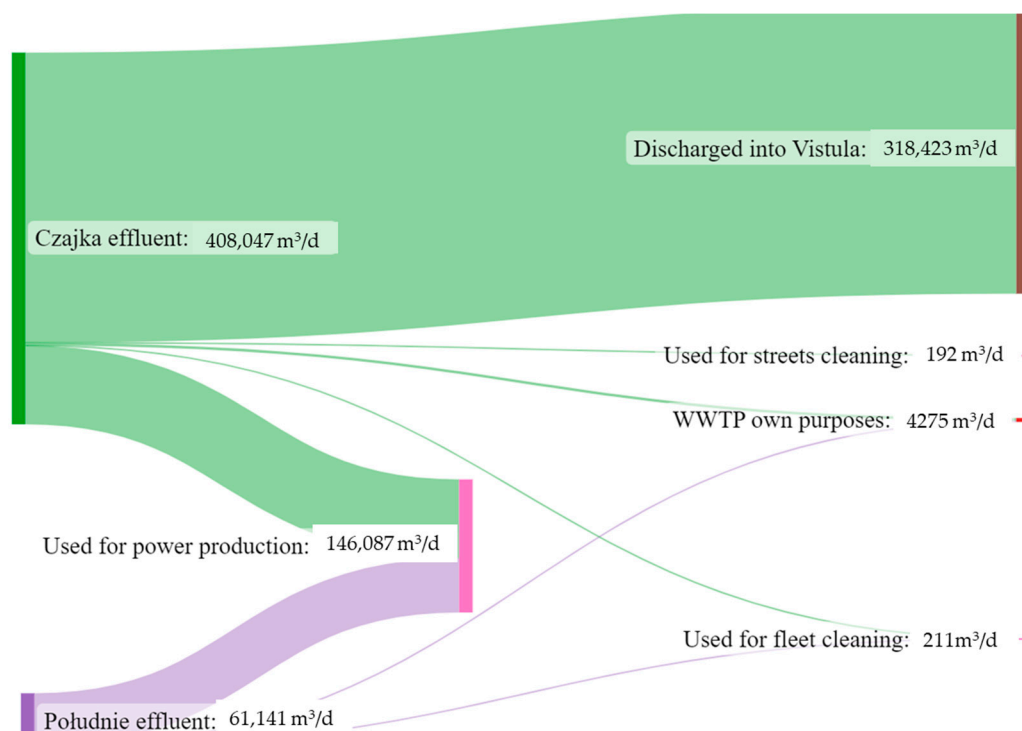 Discharged into Vistula: 318,423 m³/d
Czajka effluent: 408,047 m³/d
Used for streets cleaning: 192 m³/d
WWTP own purposes: 4275 m³/d
Used for power production: 146,087 m³/d
Used for fleet cleaning: 211m³/d
Południe effluent: 61,141 m³/d